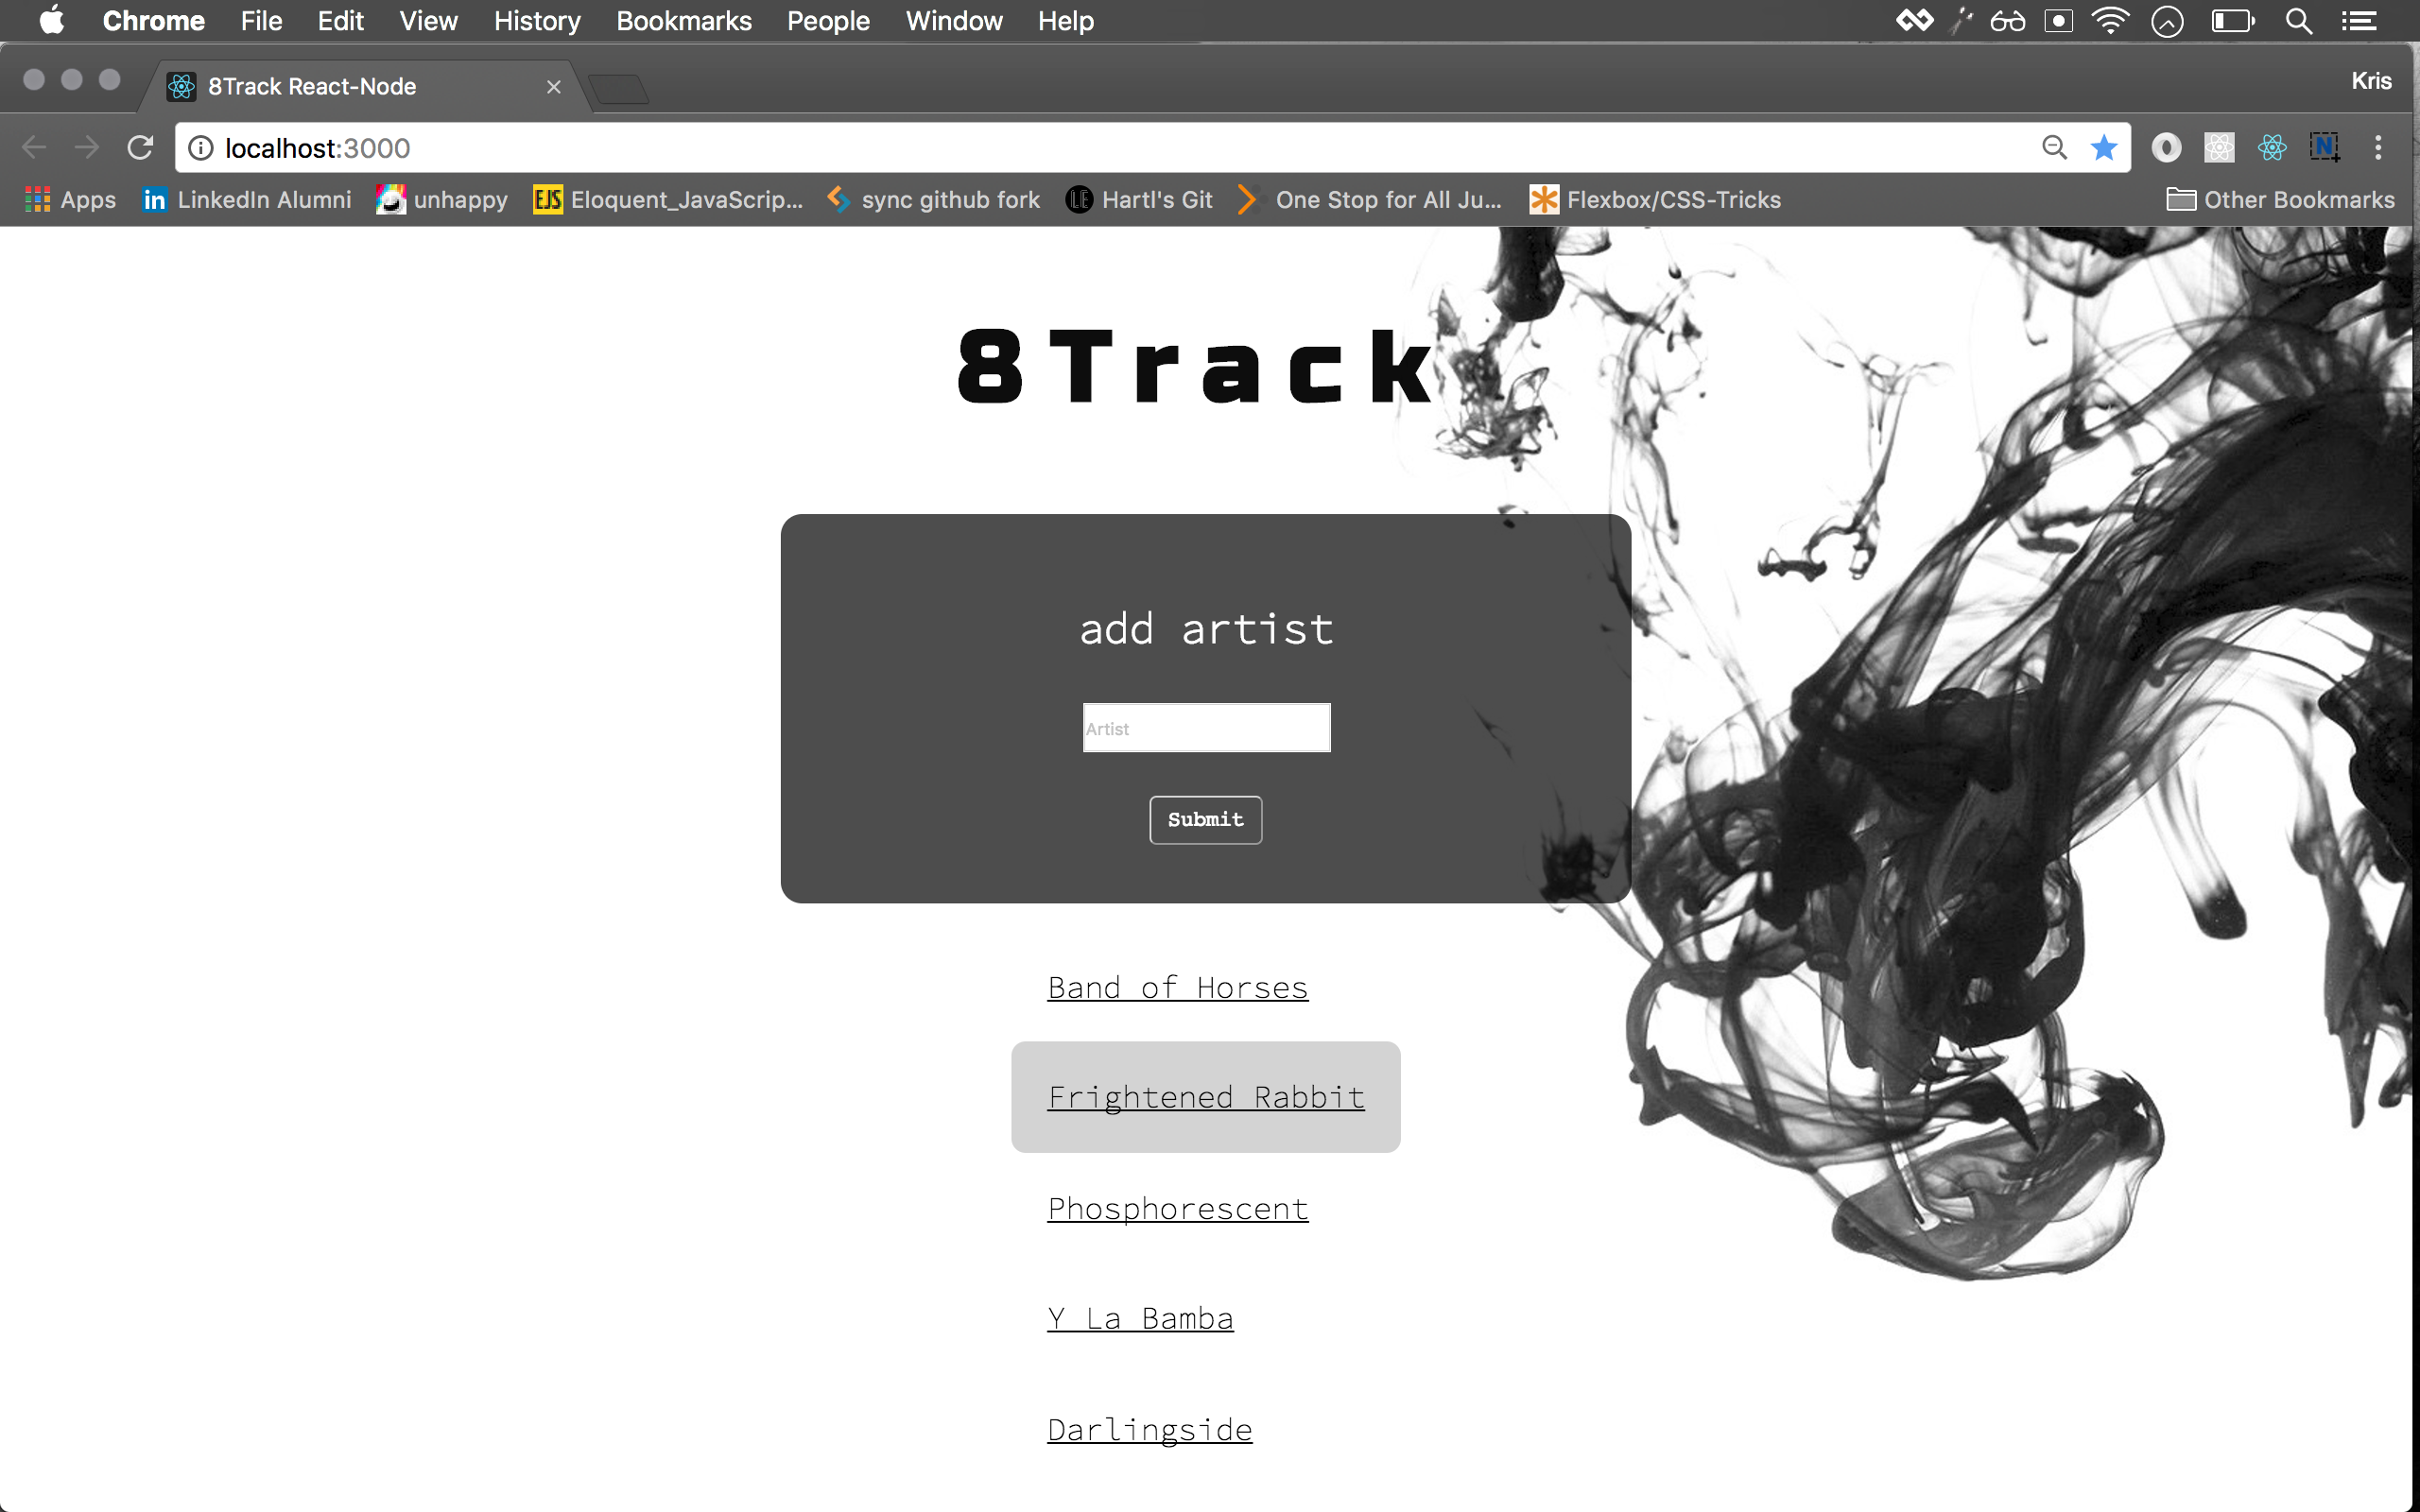 Chrome File Edit View History Bookmarks People Window Help
8Track React-Node
Kris
localhost:3000
Apps LinkedIn Alumni unhappy EJS Eloquent_JavaScrip... sync github fork LE Hartl's Git One Stop for All Ju... Flexbox/CSS-Tricks Other Bookmarks
8Track
add artist
Artist
Submit
Band of Horses
Frightened Rabbit
Phosphorescent
Y La Bamba
Darlingside